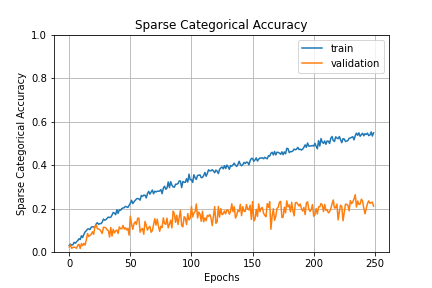 Sparse Categorical Accuracy
train
validation
1.0
0.8
0.6
0.4
0.2
0.0
Sparse Categorical Accuracy
0 50 100 150 200 250
Epochs